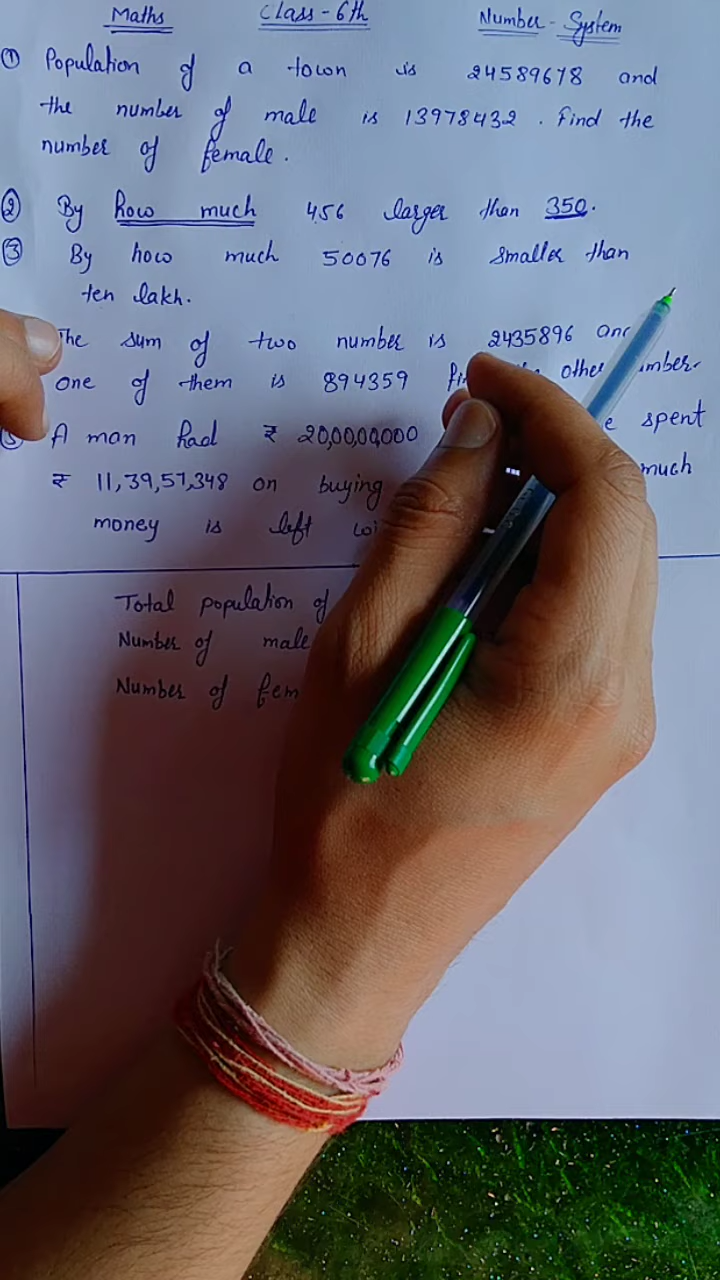 Maths Class-6th Number-System
① Population of a town is 24589678 and
the number of male is 13978432. Find the
number of female.
② By how much 456 larger than 350.
③ By how much 50076 is smaller than
ten lakh.
The sum of two number is 2435896 and
one of them is 894359 other
A man had ₹ 20,00,00,000 spent
₹ 11,39,57,348 on buying much
money is left
Total population of
Number of male
Number of